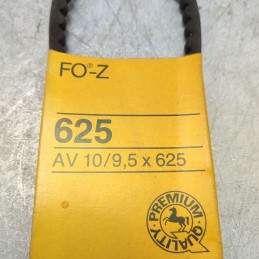 FO®-Z
625
AV 10/9,5 x 625
PREMIUM
QUALITY